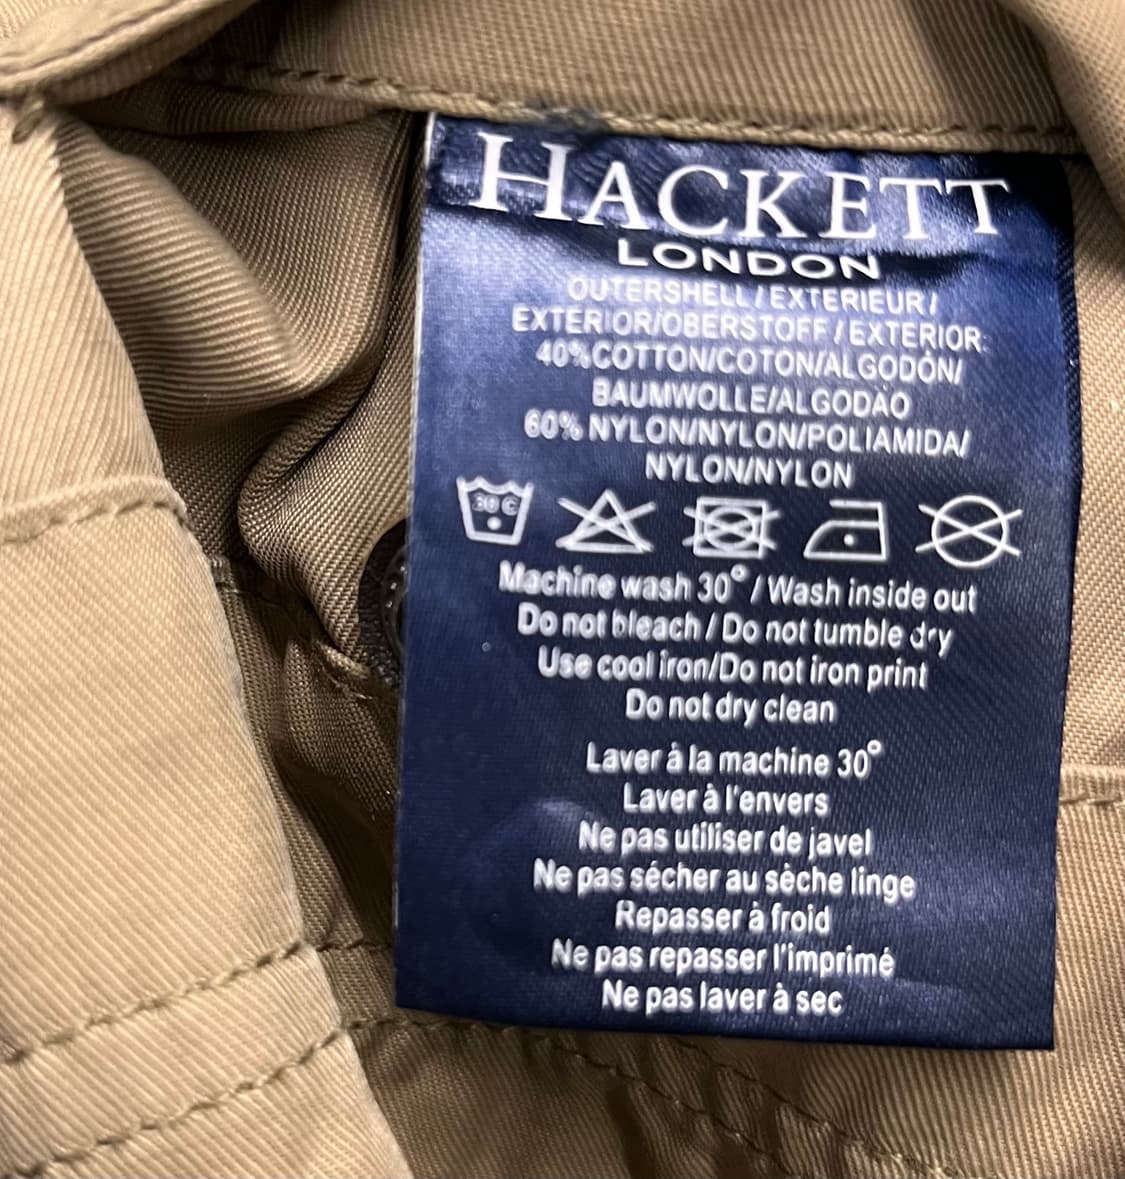 HACKETT
LONDON
OUTERSHELL/EXTERIEUR/
EXTERIOR/OBERSTOFF/EXTERIOR:
40%COTTON/COTON/ALGODÓN/
BAUMWOLLE/ALGODÃO
60% NYLON/NYLON/POLIAMIDA/
NYLON/NYLON
30 C
Machine wash 30°/Wash inside out
Do not bleach/Do not tumble dry
Use cool iron/Do not iron print
Do not dry clean
Laver à la machine 30°
Laver à l'envers
Ne pas utiliser de javel
Ne pas sécher au sèche linge
Repasser à froid
Ne pas repasser l'imprimé
Ne pas laver à sec